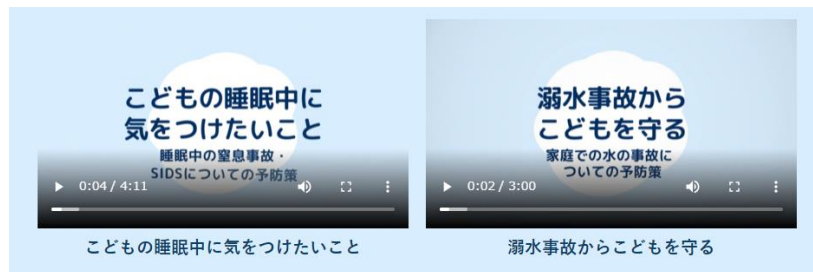 こどもの睡眠中に
気をつけたいこと
睡眠中の窒息事故・
SIDSについての予防策
0:04 / 4:11
こどもの睡眠中に気をつけたいこと
溺水事故から
こどもを守る
家庭での水の事故に
ついての予防策
0:02 / 3:00
溺水事故からこどもを守る